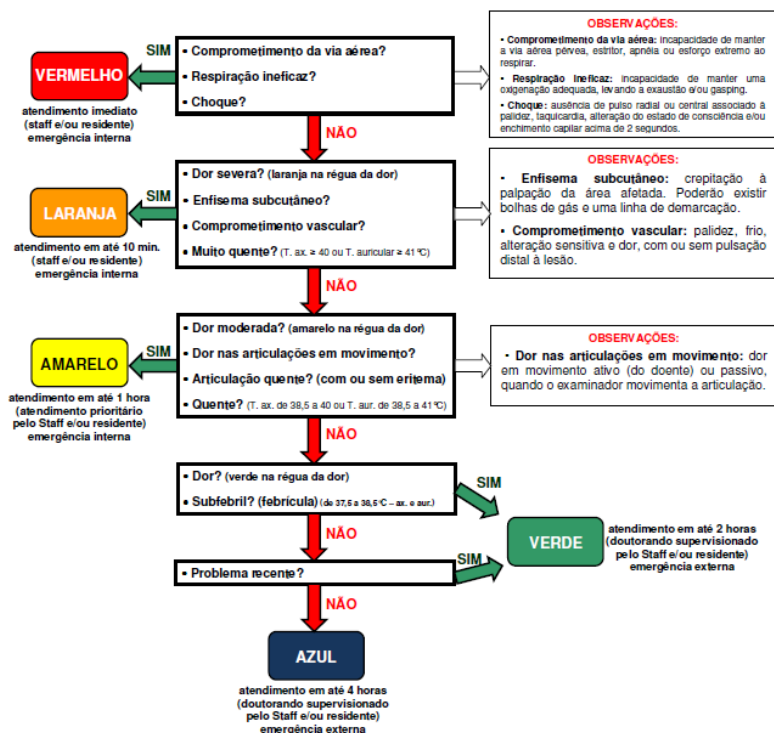 SIM
VERMELHO
atendimento imediato
(staff e/ou residente)
emergência interna
• Comprometimento da via aérea?
• Respiração ineficaz?
• Choque?
OBSERVAÇÕES:
• Comprometimento da via aérea: incapacidade de manter
a via aérea pérvea, estritor, apnéia ou esforço extremo ao
respirar.
• Respiração Ineficaz: incapacidade de manter uma
oxigenação adequada, levando a exaustão e/ou gasping.
• Choque: ausência de pulso radial ou central associado à
palidez, taquicardia, alteração do estado de consciência e/ou
enchimento capilar acima de 2 segundos.
NÃO
SIM
LARANJA
atendimento em até 10 min.
(staff e/ou residente)
emergência interna
• Dor severa? (laranja na régua da dor)
• Enfisema subcutâneo?
• Comprometimento vascular?
• Muito quente? (T. ax. ≥ 40 ou T. auricular ≥ 41ºC)
OBSERVAÇÕES:
• Enfisema subcutâneo: crepitação à
palpação da área afetada. Poderão existir
bolhas de gás e uma linha de demarcação.
• Comprometimento vascular: palidez, frio,
alteração sensitiva e dor, com ou sem pulsação
distal à lesão.
NÃO
SIM
AMARELO
atendimento em até 1 hora
(atendimento prioritário
pelo Staff e/ou residente)
emergência interna
• Dor moderada? (amarelo na régua da dor)
• Dor nas articulações em movimento?
• Articulação quente? (com ou sem eritema)
• Quente? (T. ax. de 38,5 a 40 ou T. aur. de 38,5 a 41ºC)
OBSERVAÇÕES:
• Dor nas articulações em movimento: dor
em movimento ativo (do doente) ou passivo,
quando o examinador movimenta a articulação.
NÃO
• Dor? (verde na régua da dor)
• Subfebril? (febrícula) (de 37,5 a 38,5ºC – ax. e aur.)
SIM
NÃO
VERDE
atendimento em até 2 horas
(doutorando supervisionado
pelo Staff e/ou residente)
emergência externa
• Problema recente?
SIM
NÃO
AZUL
atendimento em até 4 horas
(doutorando supervisionado
pelo Staff e/ou residente)
emergência externa